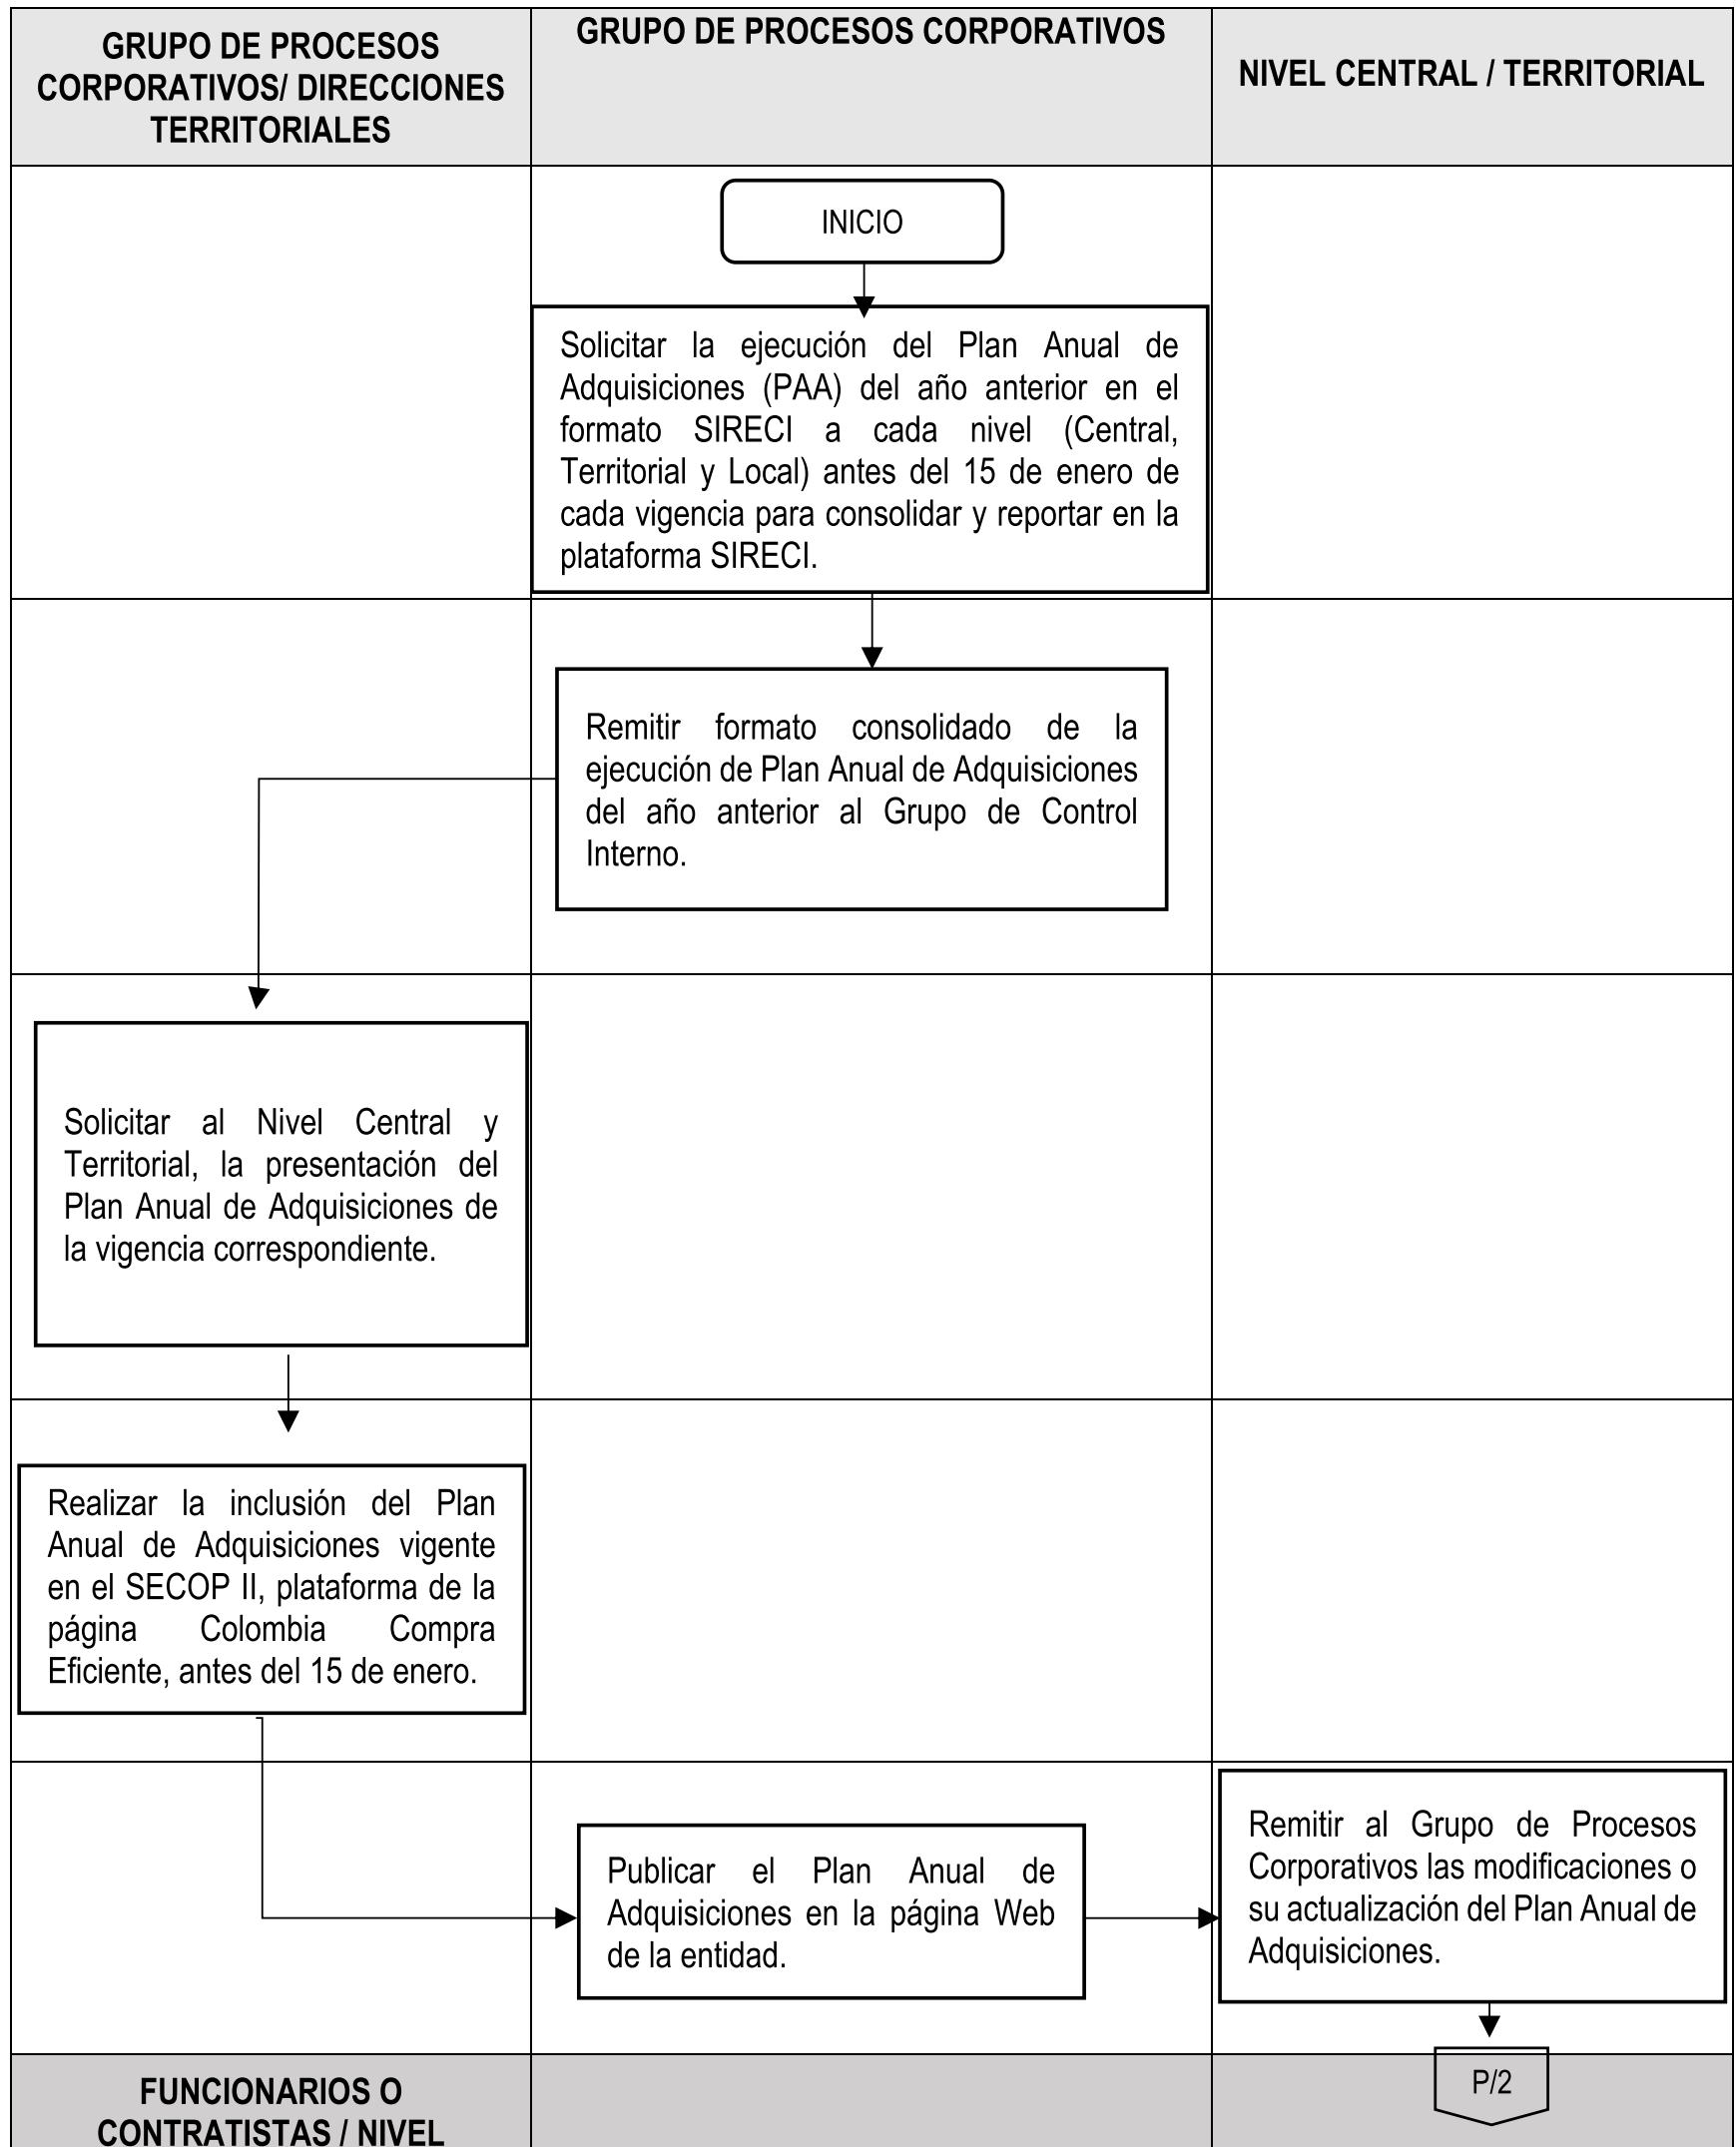 GRUPO DE PROCESOS
CORPORATIVOS/ DIRECCIONES
TERRITORIALES
GRUPO DE PROCESOS CORPORATIVOS
NIVEL CENTRAL / TERRITORIAL
INICIO
Solicitar la ejecución del Plan Anual de
Adquisiciones (PAA) del año anterior en el
formato SIRECI a cada nivel (Central,
Territorial y Local) antes del 15 de enero de
cada vigencia para consolidar y reportar en la
plataforma SIRECI.
Remitir formato consolidado de la
ejecución de Plan Anual de Adquisiciones
del año anterior al Grupo de Control
Interno.
Solicitar al Nivel Central y
Territorial, la presentación del
Plan Anual de Adquisiciones de
la vigencia correspondiente.
Realizar la inclusión del Plan
Anual de Adquisiciones vigente
en el SECOP II, plataforma de la
página Colombia Compra
Eficiente, antes del 15 de enero.
Publicar el Plan Anual de
Adquisiciones en la página Web
de la entidad.
Remitir al Grupo de Procesos
Corporativos las modificaciones o
su actualización del Plan Anual de
Adquisiciones.
P/2
FUNCIONARIOS O
CONTRATISTAS / NIVEL